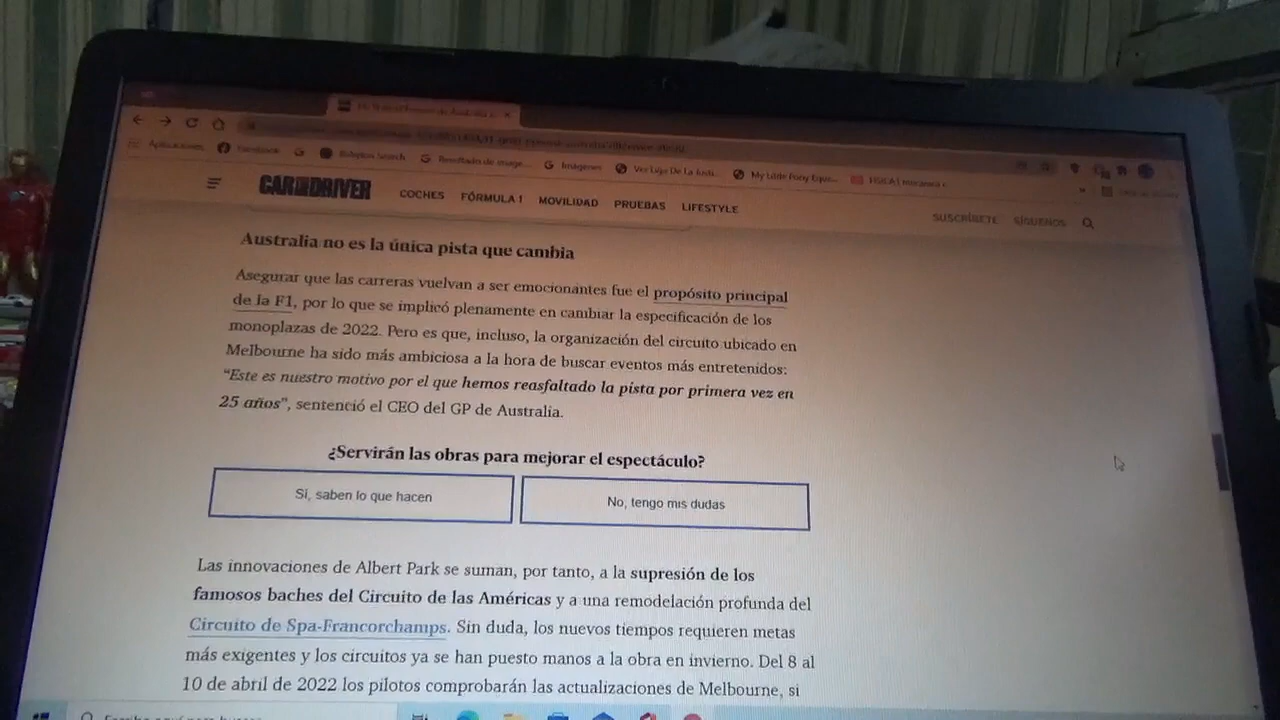 Aplicaciones Facebook G Search G Resultado de image... G Imágenes Ver Liga De La Justi... My Little Pony Eque...
CAR AND DRIVER COCHES FÓRMULA 1 MOVILIDAD PRUEBAS LIFESTYLE SUSCRÍBETE SÍGUENOS
Australia no es la única pista que cambia
Asegurar que las carreras vuelvan a ser emocionantes fue el propósito principal
de la F1, por lo que se implicó plenamente en cambiar la especificación de los
monoplazas de 2022. Pero es que, incluso, la organización del circuito ubicado en
Melbourne ha sido más ambiciosa a la hora de buscar eventos más entretenidos:
"Este es nuestro motivo por el que hemos reasfaltado la pista por primera vez en
25 años", sentenció el CEO del GP de Australia.
¿Servirán las obras para mejorar el espectáculo?
Sí, saben lo que hacen
No, tengo mis dudas
Las innovaciones de Albert Park se suman, por tanto, a la supresión de los
famosos baches del Circuito de las Américas y a una remodelación profunda del
Circuito de Spa-Francorchamps. Sin duda, los nuevos tiempos requieren metas
más exigentes y los circuitos ya se han puesto manos a la obra en invierno. Del 8 al
10 de abril de 2022 los pilotos comprobarán las actualizaciones de Melbourne, si